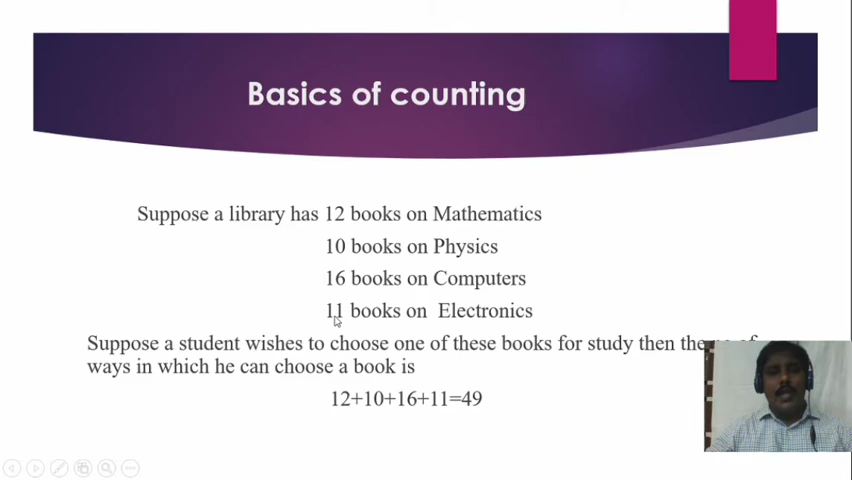 Basics of counting
Suppose a library has 12 books on Mathematics
10 books on Physics
16 books on Computers
11 books on Electronics
Suppose a student wishes to choose one of these books for study then the of
ways in which he can choose a book is
12+10+16+11=49